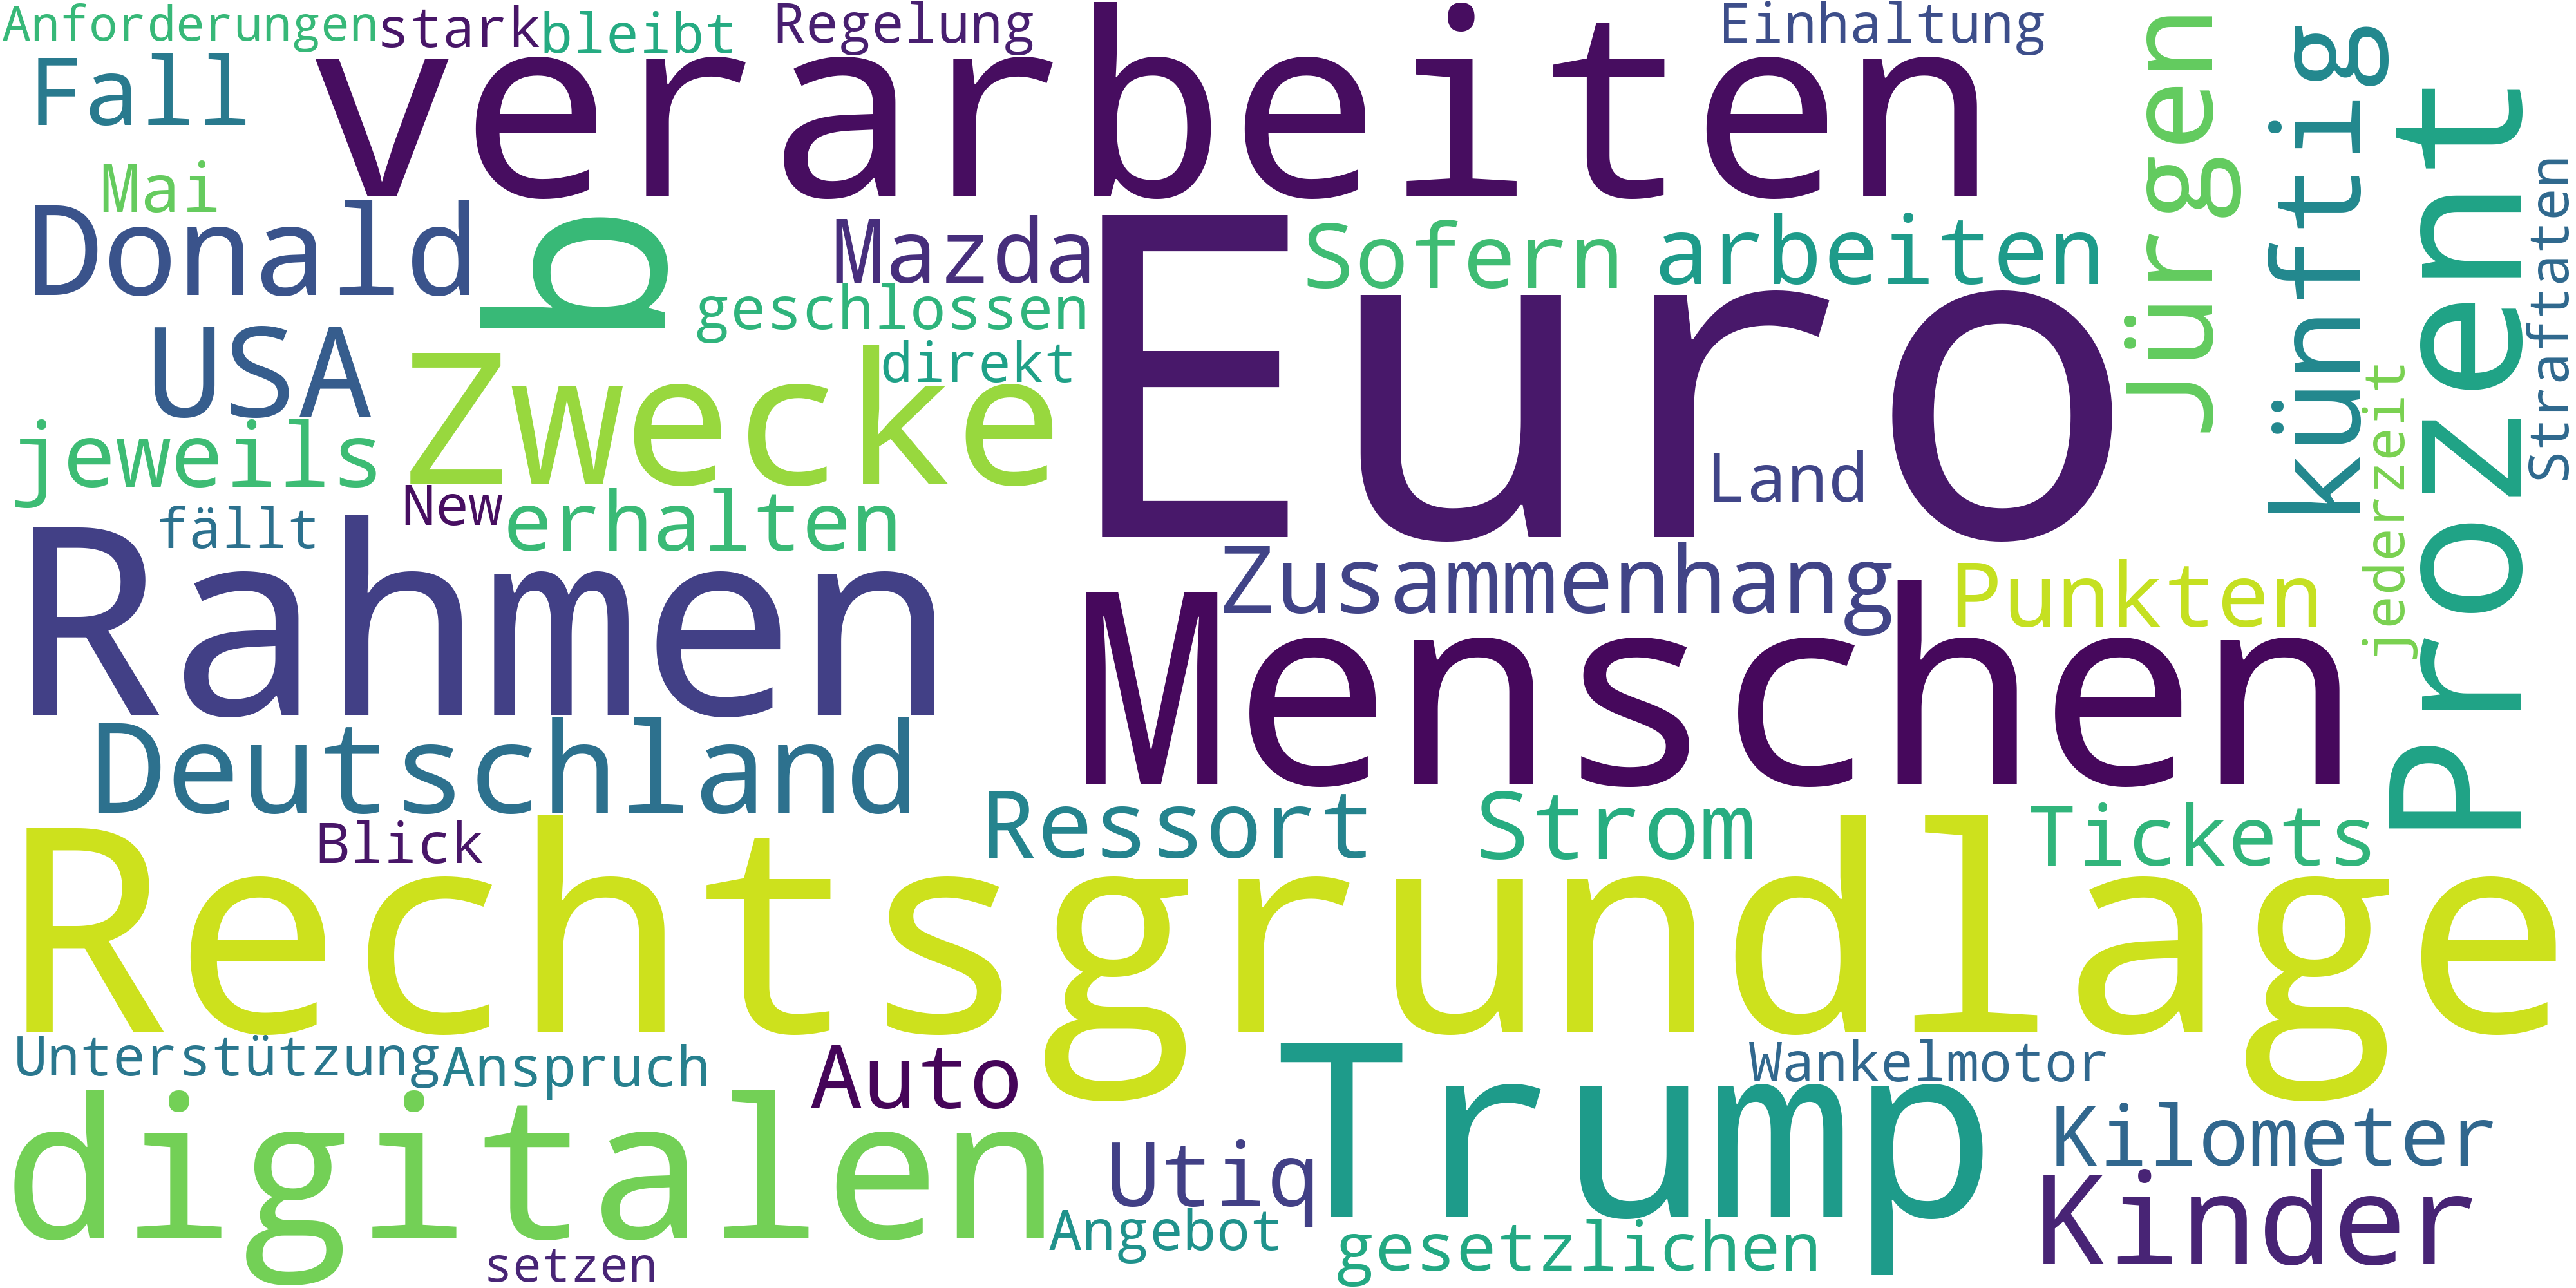 Anforderungen
stark
bleibt
Regelung
Einhaltung
Fall
verarbeiten
Jürgen
künftig
Prozent
Straftaten
Mai
Donald
b
Mazda
Euro
Sofern
arbeiten
geschlossen
direkt
USA
Zwecke
jeweils
Land
jederzeit
New
erhalten
fällt
Rahmen
Zusammenhang
Punkten
Menschen
Deutschland
Ressort
Strom
Tickets
Blick
Rechtsgrundlage
Unterstützung
Anspruch
Auto
Trump
Wankelmotor
digitalen
Utiq
Kilometer
Angebot
gesetzlichen
Kinder
setzen